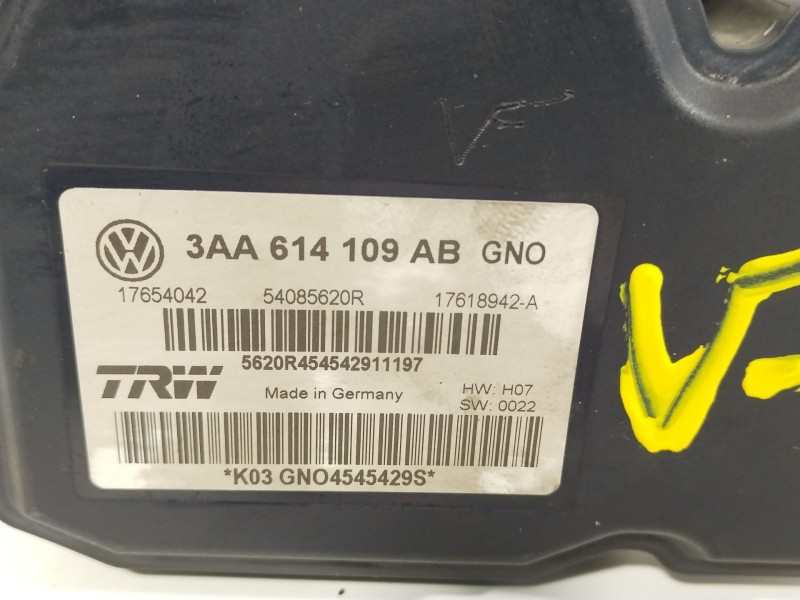 3AA 614 109 AB GNO
17654042 54085620R 17618942-A
5620R454542911197
TRW
Made in Germany
HW: H07
SW: 0022
*K03 GNO4545429S*